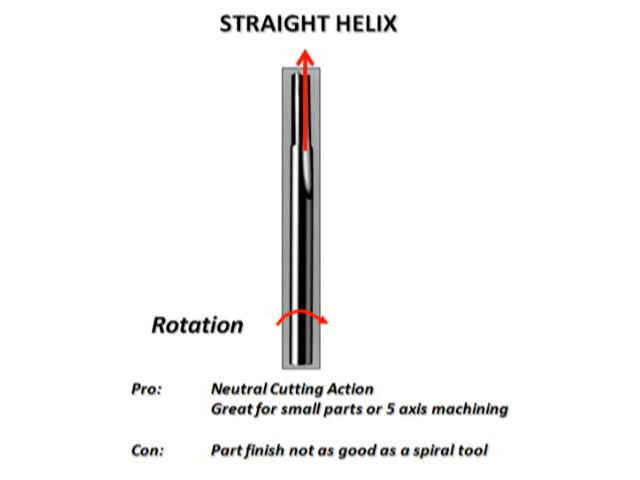 STRAIGHT HELIX
Rotation
Pro: Neutral Cutting Action
Great for small parts or 5 axis machining
Con: Part finish not as good as a spiral tool